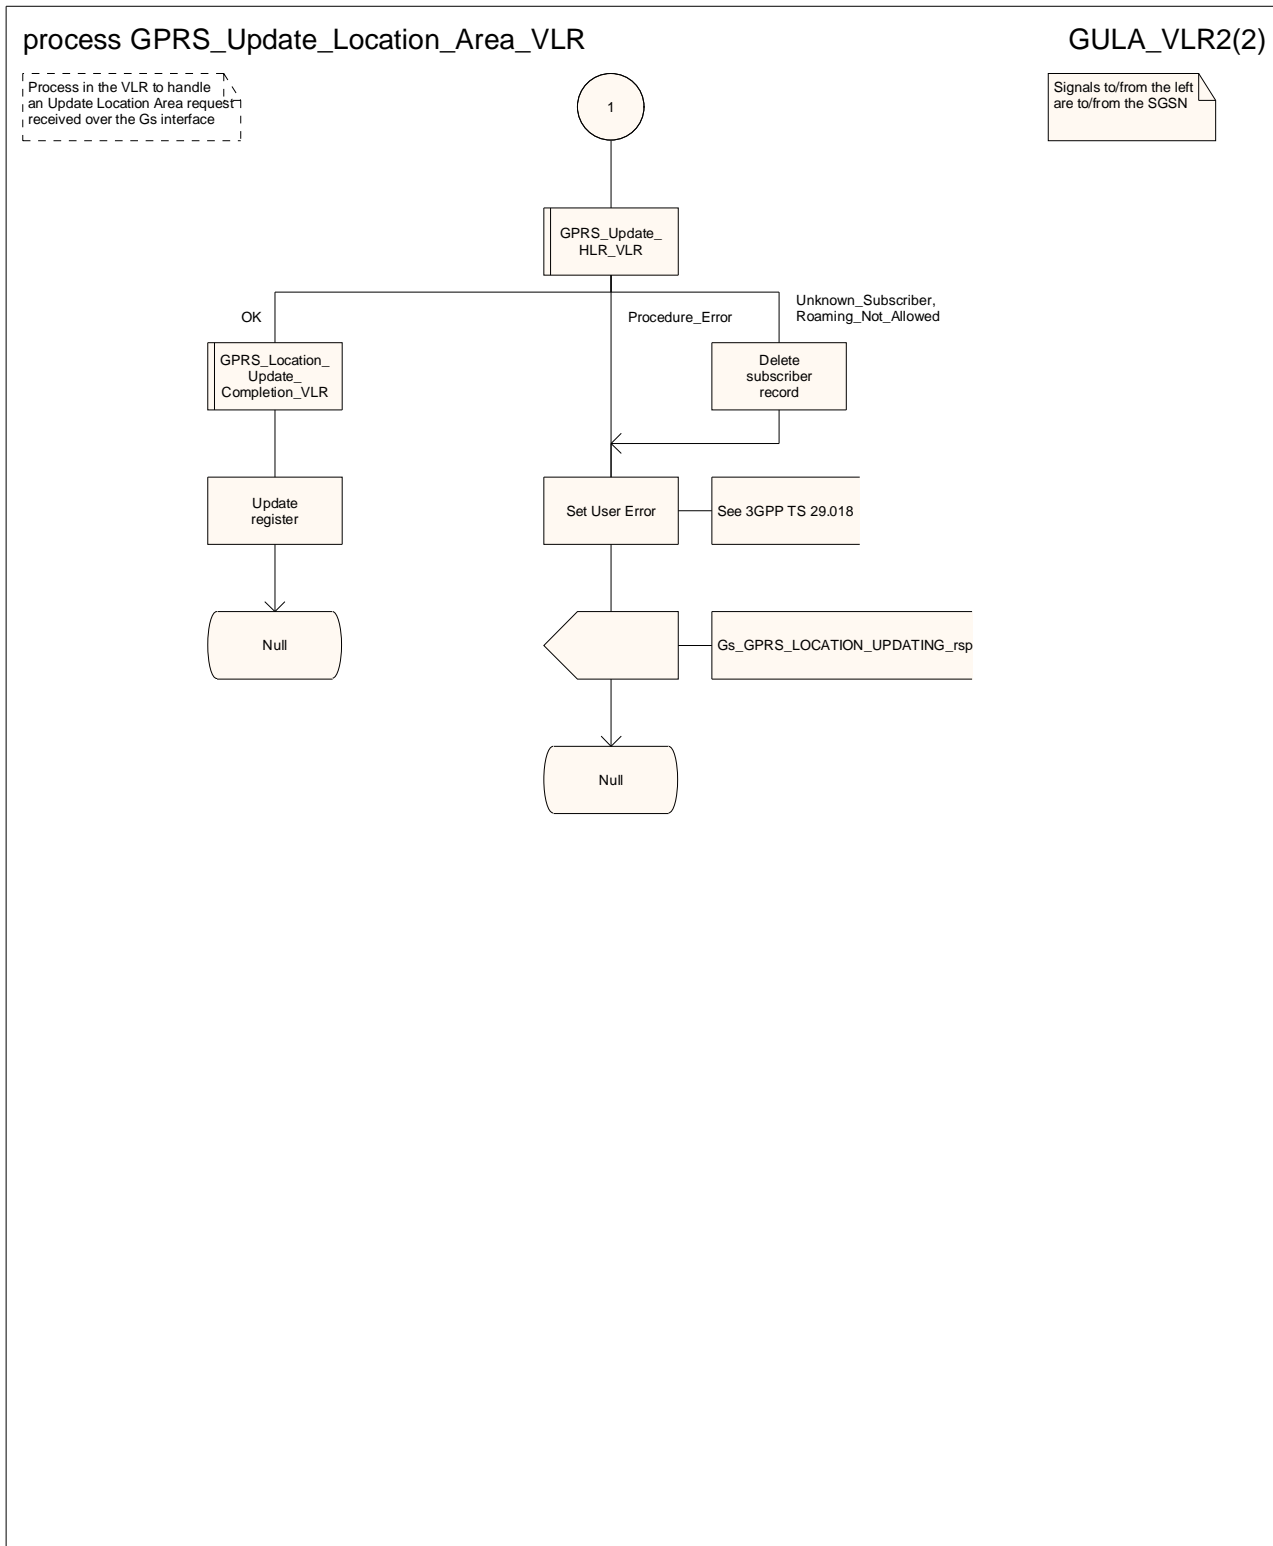 process GPRS_Update_Location_Area_VLR
GULA_VLR2(2)
Process in the VLR to handle
an Update Location Area request
received over the Gs interface
1
Signals to/from the left
are to/from the SGSN
GPRS_Update_
HLR_VLR
OK
Procedure_Error
Unknown_Subscriber,
Roaming_Not_Allowed
GPRS_Location_
Update_
Completion_VLR
Delete
subscriber
record
Update
register
Set User Error
See 3GPP TS 29.018
Null
Gs_GPRS_LOCATION_UPDATING_rsp
Null